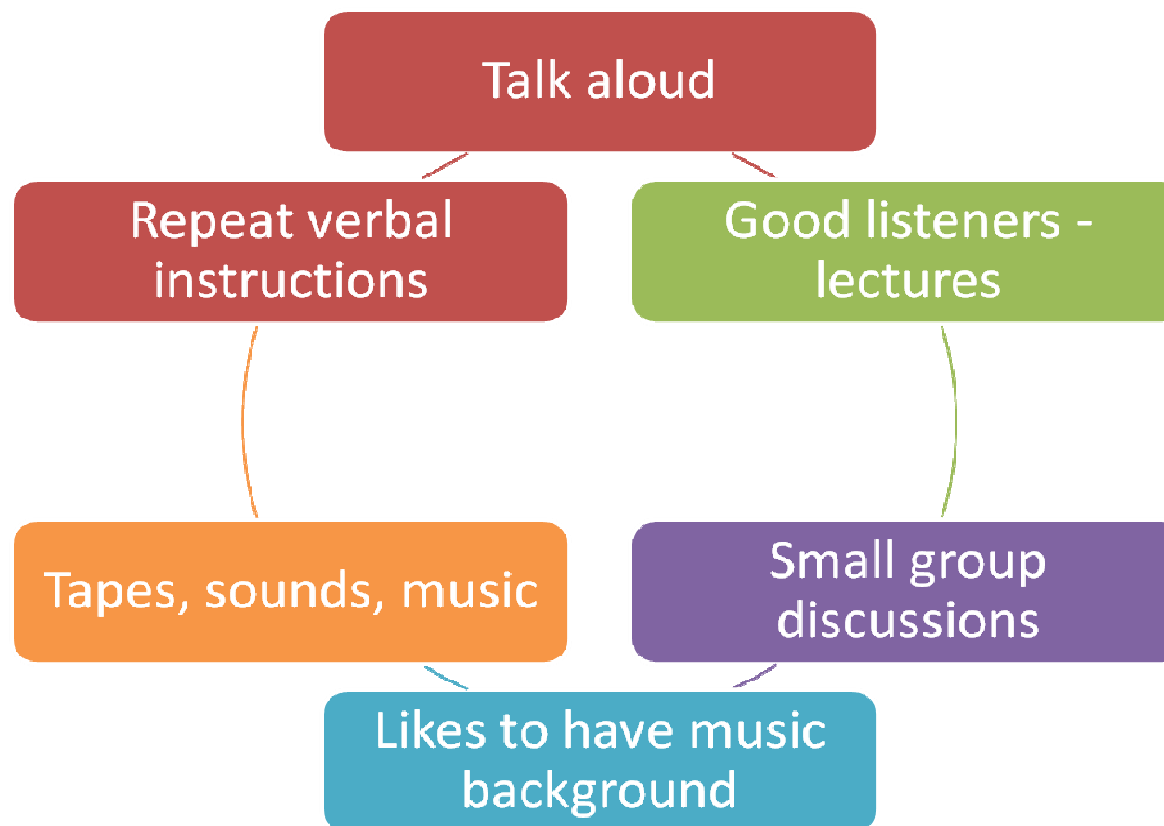 Talk aloud
Repeat verbal
instructions
Good listeners -
lectures
Tapes, sounds, music
Small group
discussions
Likes to have music
background